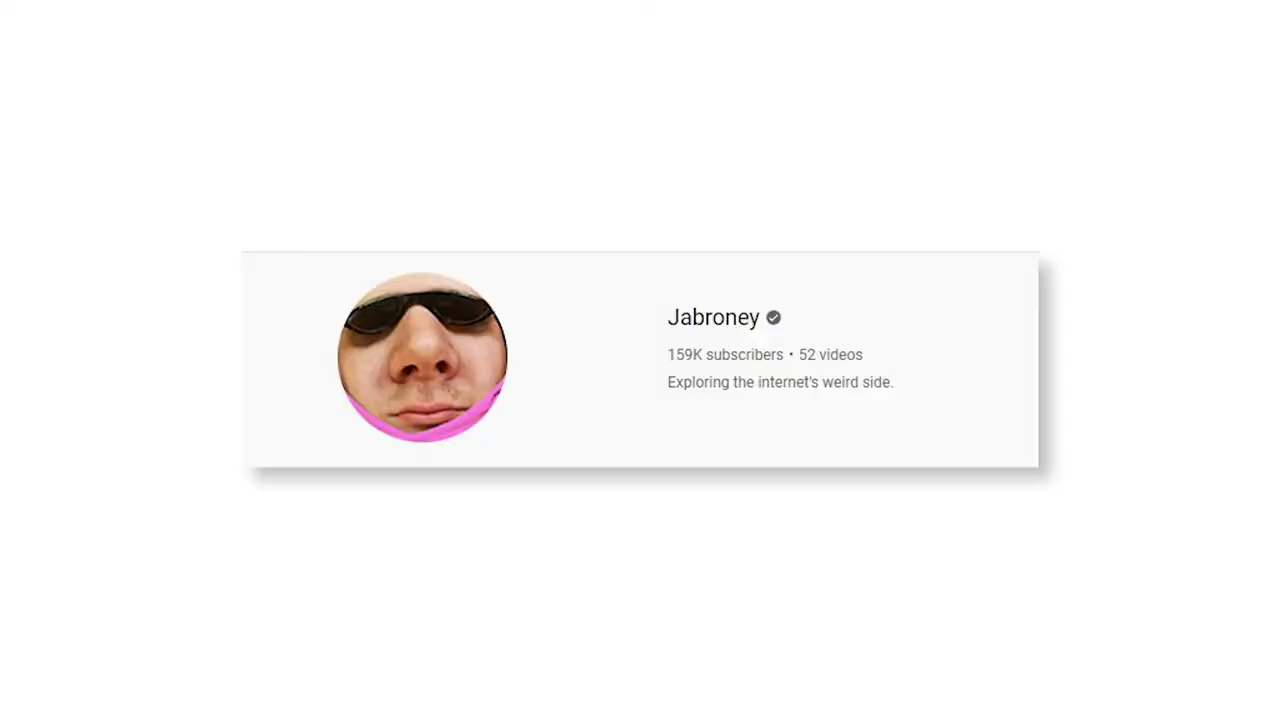 Jabroney
159K subscribers • 52 videos
Exploring the internet's weird side.